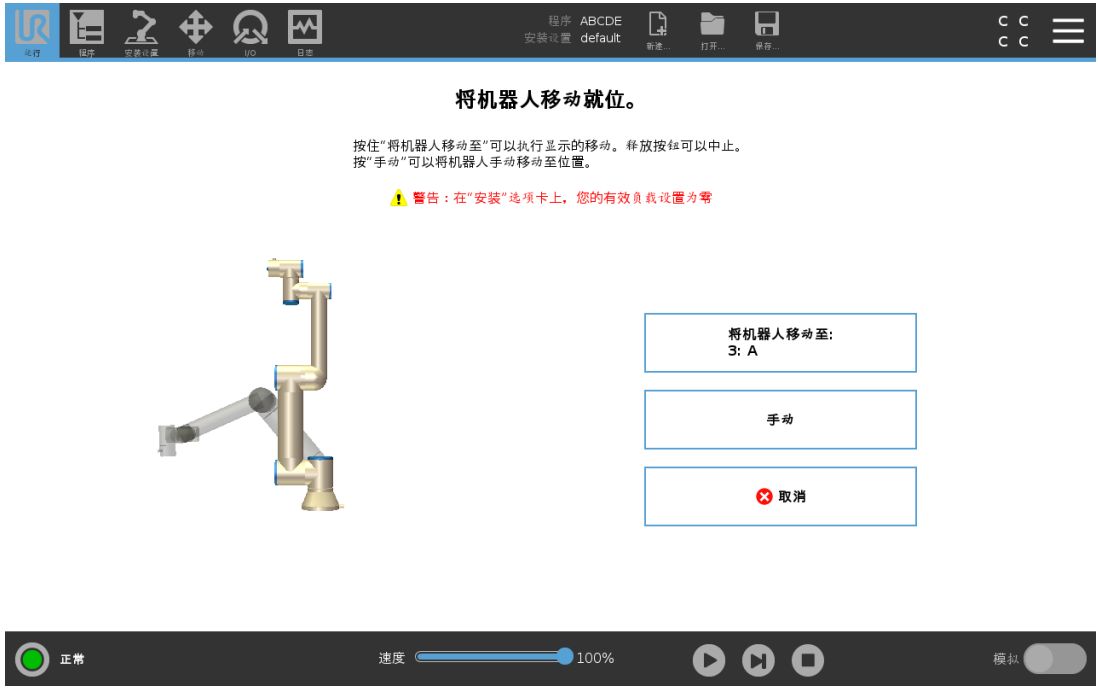 UR
运行
程序
安装设置
移动
I/O
日志
程序 ABCDE
安装设置 default
新建...
打开...
保存...
C C
C C
将机器人移动就位。
按住“将机器人移动至”可以执行显示的移动。释放按钮可以中止。
按“手动”可以将机器人手动移动至位置。
警告：在“安装”选项卡上，您的有效负载设置为零
将机器人移动至:
3: A
手动
取消
正常
速度
100%
模拟